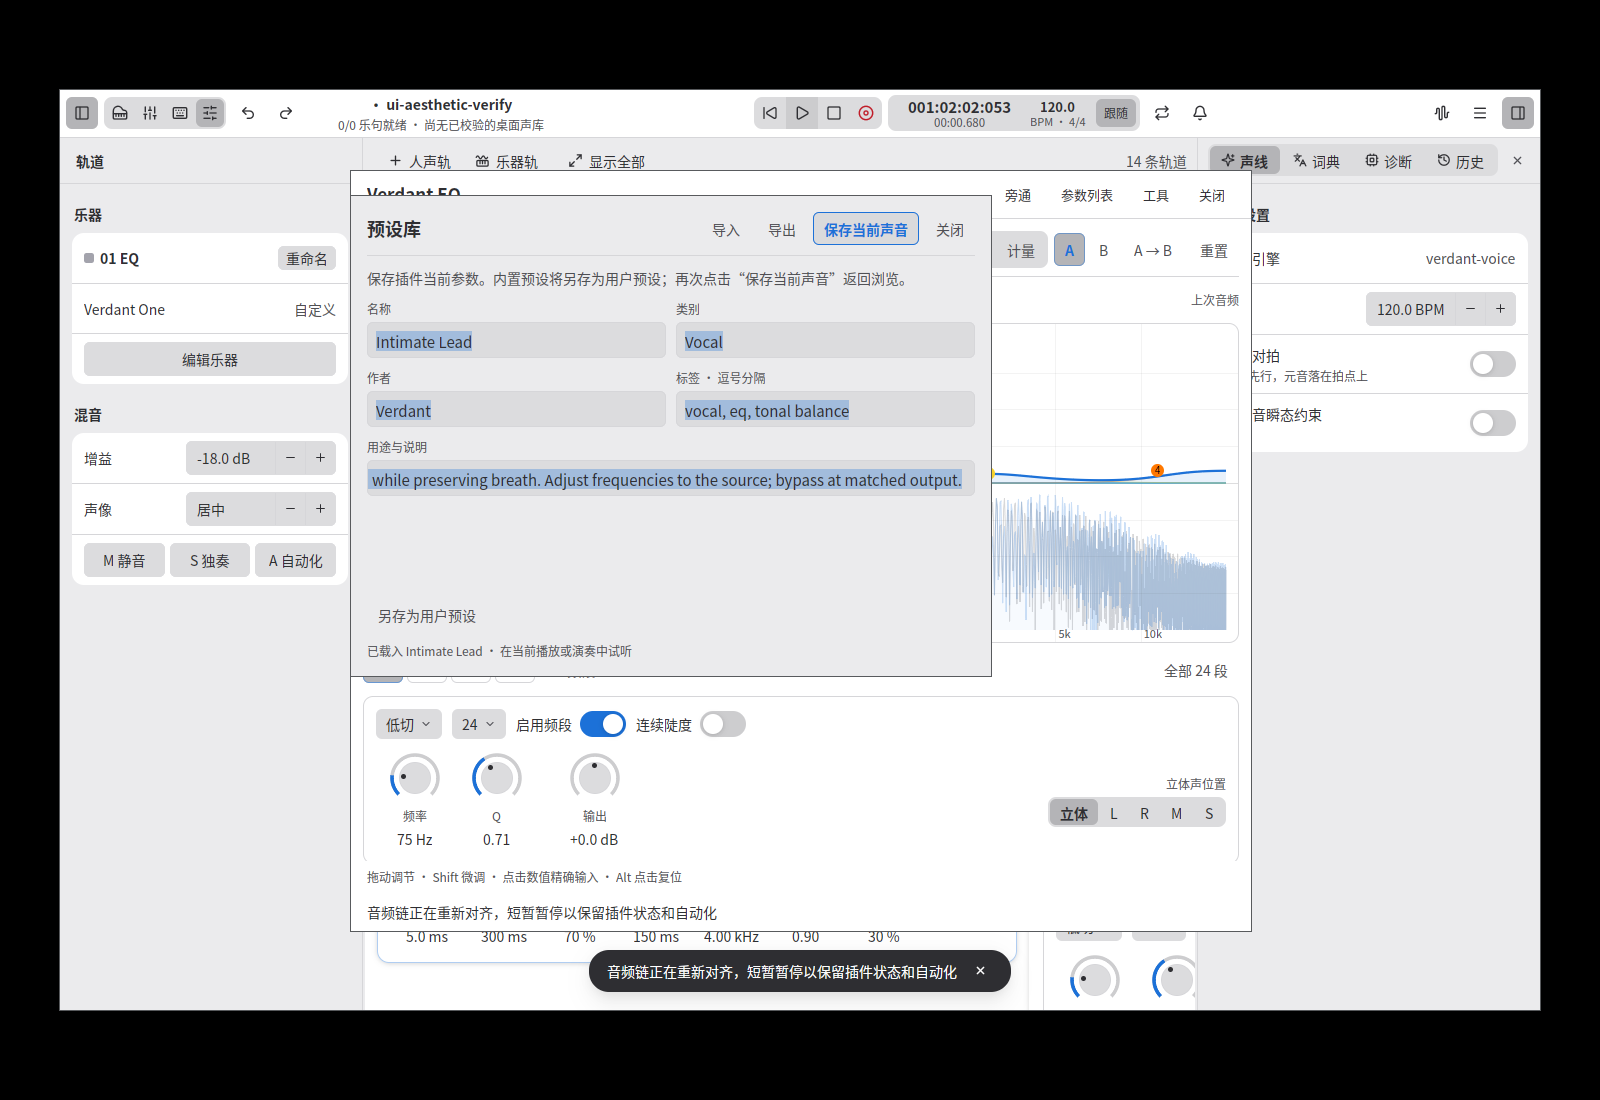 • ui-aesthetic-verify
0/0 乐句就绪 • 尚无已校验的桌面声库
001:02:02:053
00:00.680
120.0
BPM • 4/4
跟随
轨道
人声轨
乐器轨
显示全部
14 条轨道
声线
词典
诊断
历史
乐器
01 EQ
重命名
Verdant One
自定义
编辑乐器
混音
增益
-18.0 dB
声像
居中
M 静音
S 独奏
A 自动化
Verdant EQ
旁通
参数列表
工具
关闭
预设库
导入
导出
保存当前声音
关闭
保存插件当前参数。内置预设将另存为用户预设；再次点击“保存当前声音”返回浏览。
名称
类别
Intimate Lead
Vocal
作者
标签 • 逗号分隔
Verdant
vocal, eq, tonal balance
用途与说明
while preserving breath. Adjust frequencies to the source; bypass at matched output.
另存为用户预设
已载入 Intimate Lead • 在当前播放或演奏中试听
计量
A
B
A→B
重置
上次音频
4
5k
10k
全部 24 段
低切
24
启用频段
连续陡度
频率
Q
输出
75 Hz
0.71
+0.0 dB
立体声位置
立体
L
R
M
S
拖动调节 • Shift 微调 • 点击数值精确输入 • Alt 点击复位
音频链正在重新对齐，短暂暂停以保留插件状态和自动化
5.0 ms
300 ms
70 %
150 ms
4.00 kHz
0.90
30 %
音频链正在重新对齐，短暂暂停以保留插件状态和自动化
置
引擎
verdant-voice
120.0 BPM
对拍
先行，元音落在拍点上
音瞬态约束